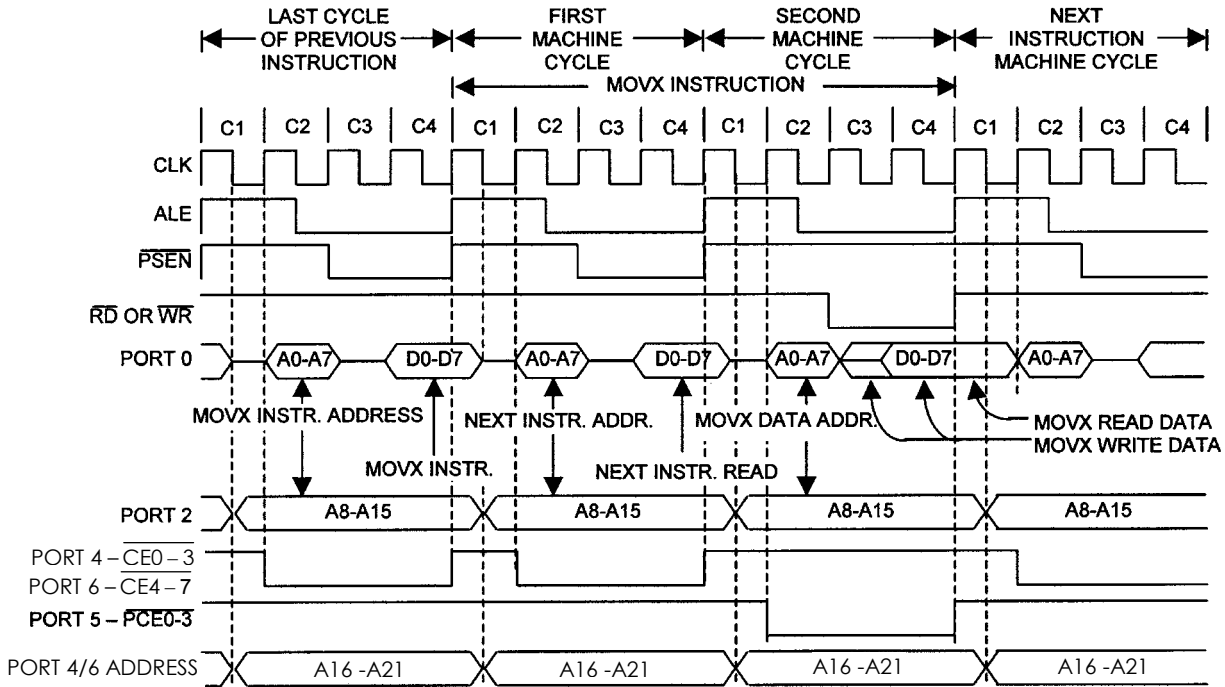 LAST CYCLE
OF PREVIOUS
INSTRUCTION
FIRST
MACHINE
CYCLE
SECOND
MACHINE
CYCLE
NEXT
INSTRUCTION
MACHINE CYCLE
MOVX INSTRUCTION
C1 C2 C3 C4 C1 C2 C3 C4 C1 C2 C3 C4 C1 C2 C3 C4
CLK
ALE
PSEN
RD OR WR
PORT 0 A0-A7 D0-D7 A0-A7 D0-D7 A0-A7 D0-D7 A0-A7
MOVX INSTR. ADDRESS NEXT INSTR. ADDR. MOVX DATA ADDR. MOVX READ DATA
MOVX WRITE DATA
MOVX INSTR. NEXT INSTR. READ
PORT 2 A8-A15 A8-A15 A8-A15 A8-A15
PORT 4 – CE0 – 3
PORT 6 – CE4 – 7
PORT 5 – PCE0-3
PORT 4/6 ADDRESS A16 -A21 A16 -A21 A16 -A21 A16 -A21